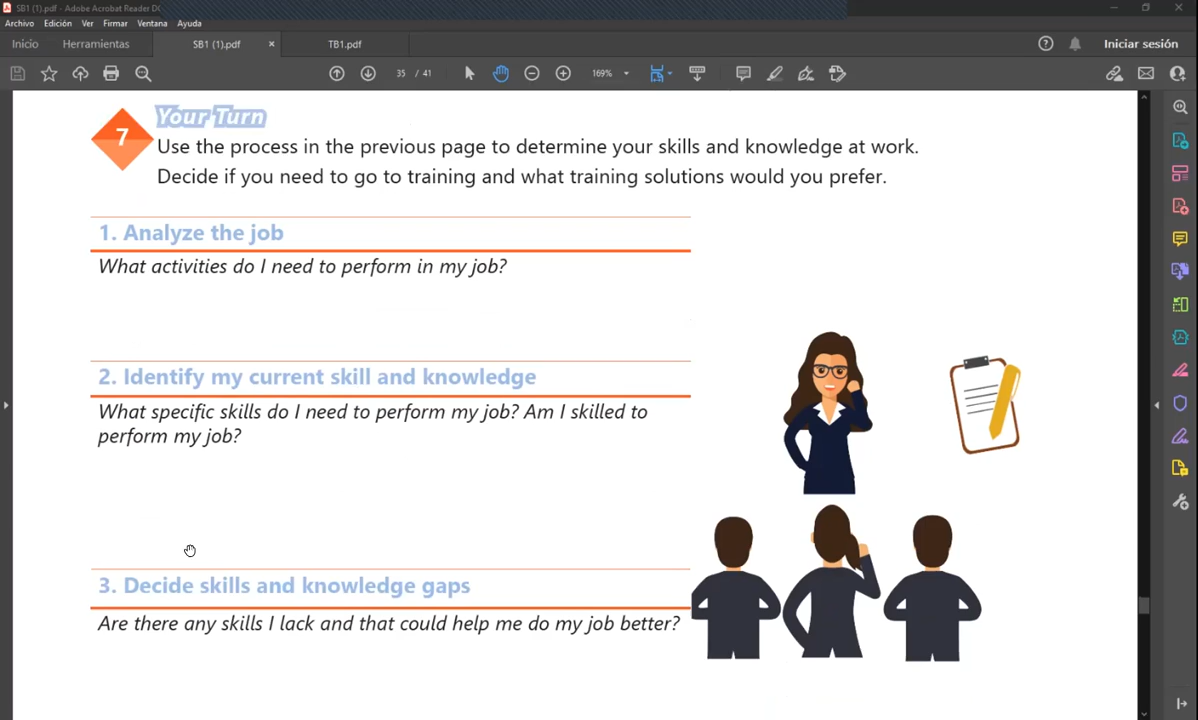 SB1 (1).pdf - Adobe Acrobat Reader DC
Archivo Edición Ver Firmar Ventana Ayuda
Inicio Herramientas SB1 (1).pdf × TB1.pdf Iniciar sesión
35 / 41 169%
7
Your Turn
Use the process in the previous page to determine your skills and knowledge at work.
Decide if you need to go to training and what training solutions would you prefer.
1. Analyze the job
What activities do I need to perform in my job?
2. Identify my current skill and knowledge
What specific skills do I need to perform my job? Am I skilled to
perform my job?
3. Decide skills and knowledge gaps
Are there any skills I lack and that could help me do my job better?